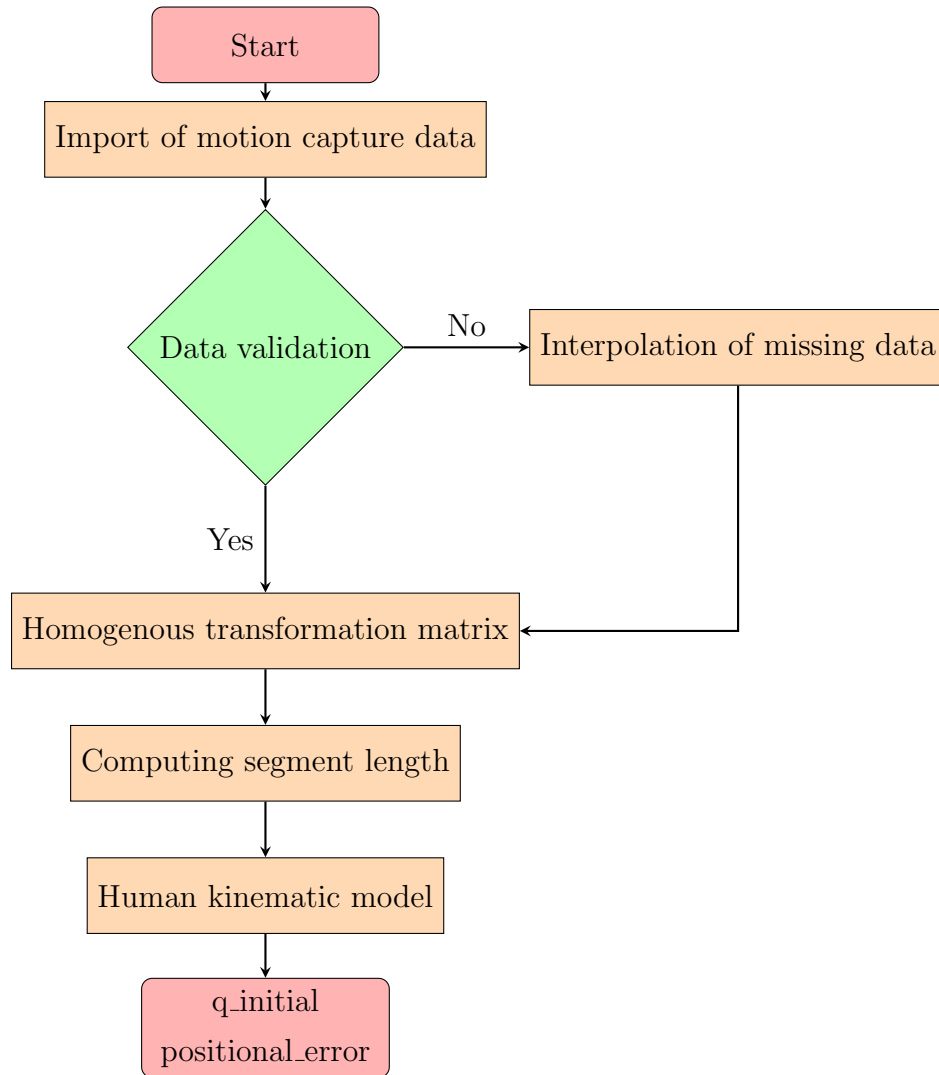 Start
Import of motion capture data
Data validation
No
Interpolation of missing data
Yes
Homogenous transformation matrix
Computing segment length
Human kinematic model
q_initial
positional_error